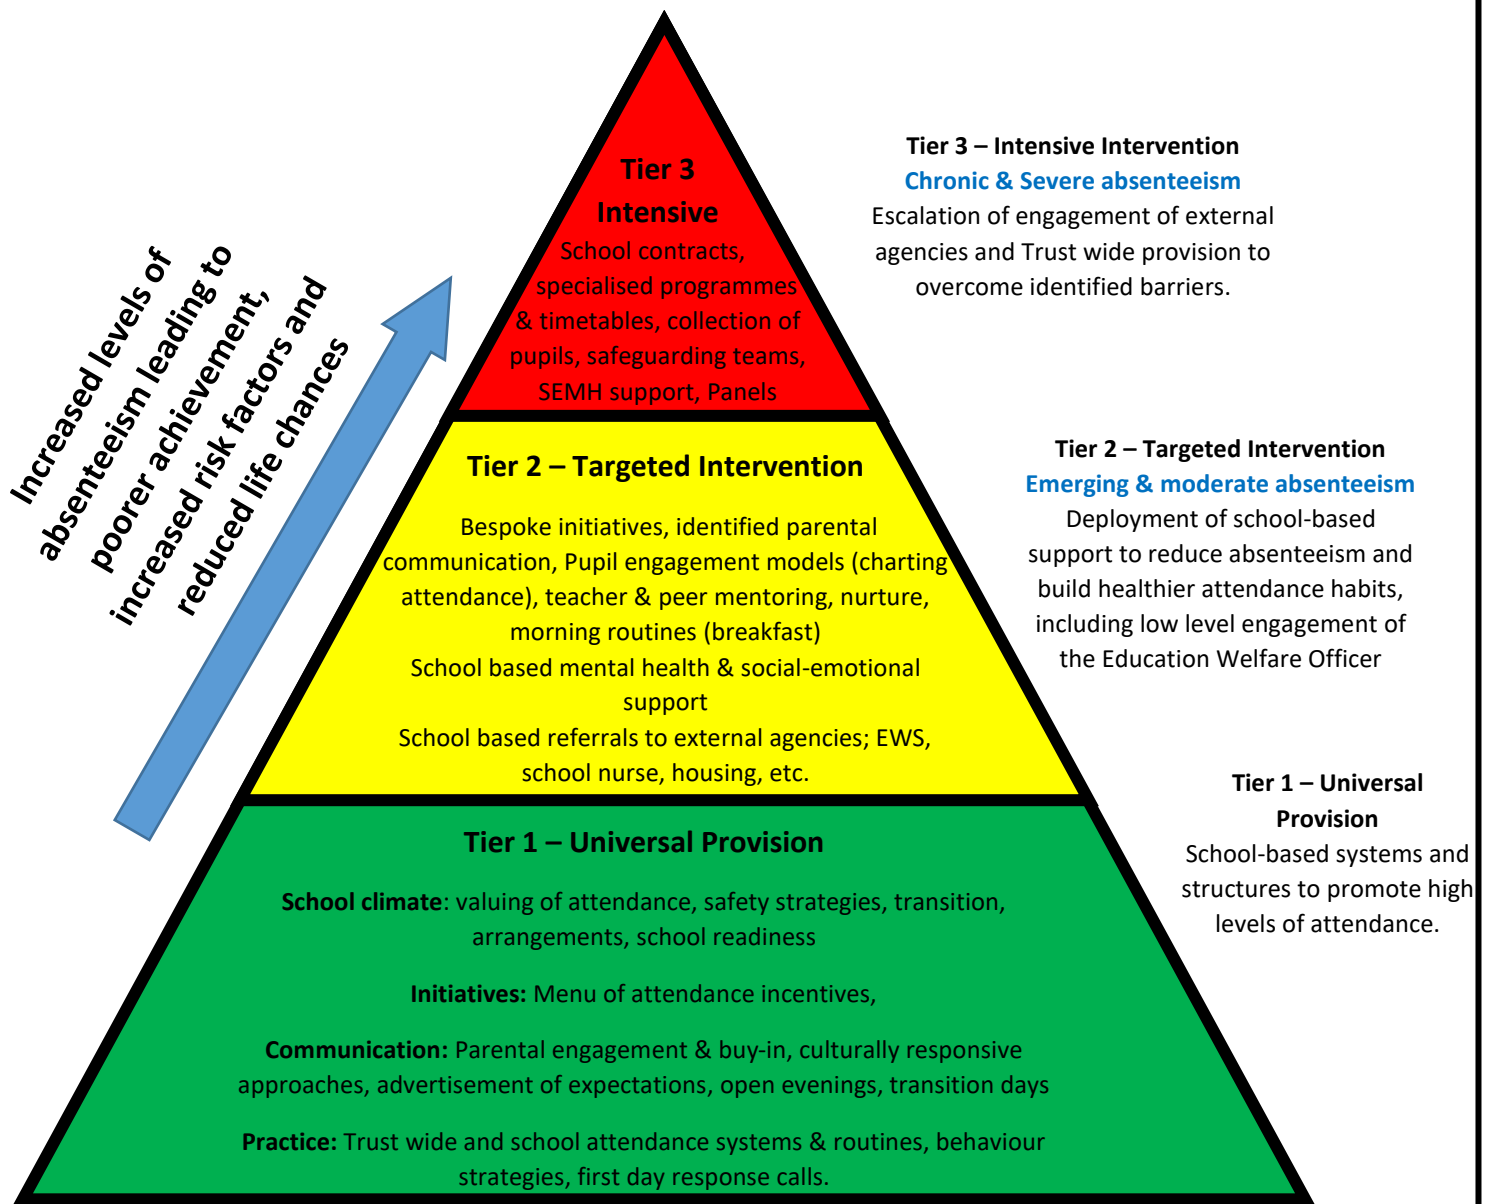 Increased levels of
absenteeism leading to
poorer achievement,
increased risk factors and
reduced life chances
Tier 3
Intensive
School contracts,
specialised programmes
& timetables, collection of
pupils, safeguarding teams,
SEMH support, Panels
Tier 3 – Intensive Intervention
Chronic & Severe absenteeism
Escalation of engagement of external
agencies and Trust wide provision to
overcome identified barriers.
Tier 2 – Targeted Intervention
Bespoke initiatives, identified parental
communication, Pupil engagement models (charting
attendance), teacher & peer mentoring, nurture,
morning routines (breakfast)
School based mental health & social-emotional
support
School based referrals to external agencies; EWS,
school nurse, housing, etc.
Tier 2 – Targeted Intervention
Emerging & moderate absenteeism
Deployment of school-based
support to reduce absenteeism and
build healthier attendance habits,
including low level engagement of
the Education Welfare Officer
Tier 1 – Universal Provision
School climate: valuing of attendance, safety strategies, transition,
arrangements, school readiness
Initiatives: Menu of attendance incentives,
Communication: Parental engagement & buy-in, culturally responsive
approaches, advertisement of expectations, open evenings, transition days
Practice: Trust wide and school attendance systems & routines, behaviour
strategies, first day response calls.
Tier 1 – Universal
Provision
School-based systems and
structures to promote high
levels of attendance.